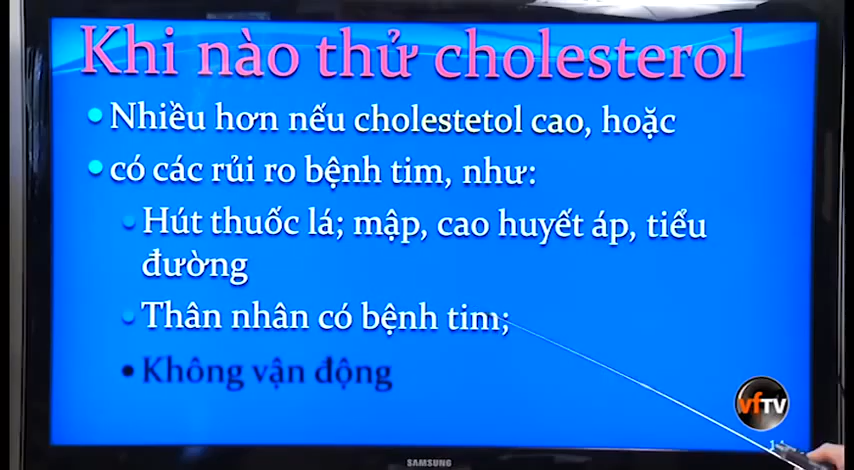 Khi nào thử cholesterol
• Nhiều hơn nếu cholestetol cao, hoặc
• có các rủi ro bệnh tim, như:
• Hút thuốc lá; mập, cao huyết áp, tiểu
đường
• Thân nhân có bệnh tim;
• Không vận động
vfTV
SAMSUNG